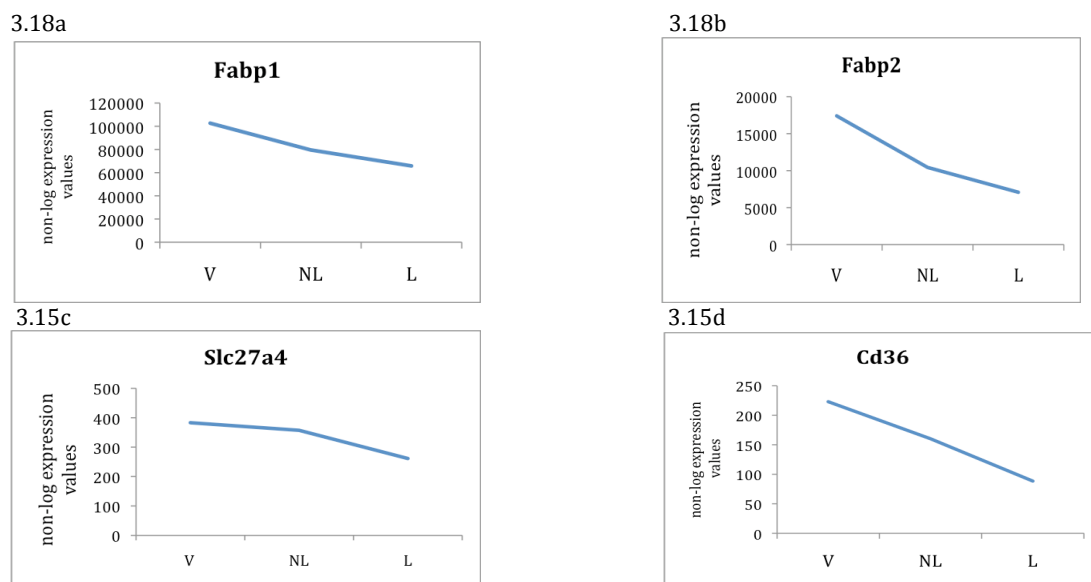 3.18a
Fabp1
non-log expression
values
120000
100000
80000
60000
40000
20000
0
V NL L
3.18b
Fabp2
non-log expression
values
20000
15000
10000
5000
0
V NL L
3.15c
Slc27a4
non-log expression
values
500
400
300
200
100
0
V NL L
3.15d
Cd36
non-log expression
values
250
200
150
100
50
0
V NL L